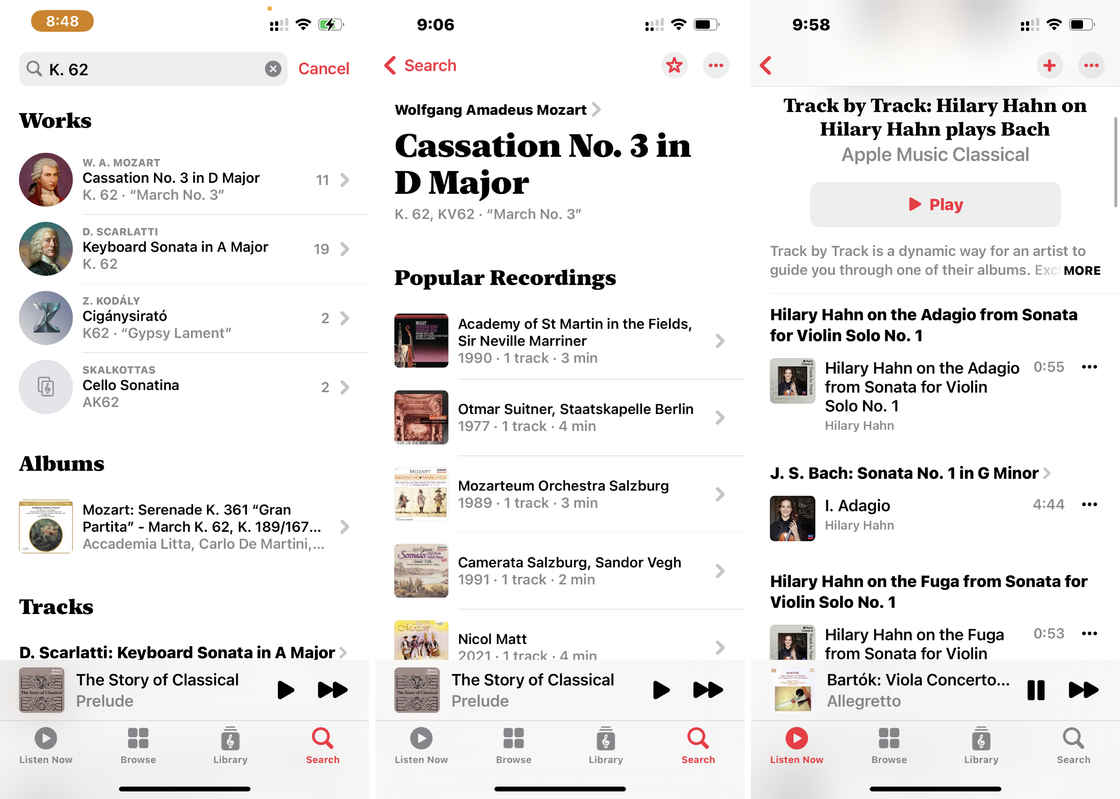 8:48
K. 62
Cancel
Works
W. A. MOZART
Cassation No. 3 in D Major
K. 62 · “March No. 3”
11
D. SCARLATTI
Keyboard Sonata in A Major
K. 62
19
Z. KODÁLY
Cigánysirató
K62 · “Gypsy Lament”
2
SKALKOTTAS
Cello Sonatina
AK62
2
Albums
Mozart: Serenade K. 361 “Gran
Partita” - March K. 62, K. 189/167...
Accademia Litta, Carlo De Martini,...
Tracks
D. Scarlatti: Keyboard Sonata in A Major
The Story of Classical
Prelude
Listen Now
Browse
Library
Search
9:06
Search
Wolfgang Amadeus Mozart
Cassation No. 3 in
D Major
K. 62, KV62 · “March No. 3”
Popular Recordings
Academy of St Martin in the Fields,
Sir Neville Marriner
1990 · 1 track · 3 min
Otmar Suitner, Staatskapelle Berlin
1977 · 1 track · 4 min
Mozarteum Orchestra Salzburg
1989 · 1 track · 3 min
Camerata Salzburg, Sandor Vegh
1991 · 1 track · 2 min
Nicol Matt
2021 · 1 track · 4 min
The Story of Classical
Prelude
Listen Now
Browse
Library
Search
9:58
Track by Track: Hilary Hahn on
Hilary Hahn plays Bach
Apple Music Classical
Play
Track by Track is a dynamic way for an artist to
guide you through one of their albums. Exc MORE
Hilary Hahn on the Adagio from Sonata
for Violin Solo No. 1
Hilary Hahn on the Adagio
from Sonata for Violin
Solo No. 1
Hilary Hahn
0:55
J. S. Bach: Sonata No. 1 in G Minor
I. Adagio
Hilary Hahn
4:44
Hilary Hahn on the Fuga from Sonata for
Violin Solo No. 1
Hilary Hahn on the Fuga
from Sonata for Violin
0:53
Bartók: Viola Concerto...
Allegretto
Listen Now
Browse
Library
Search